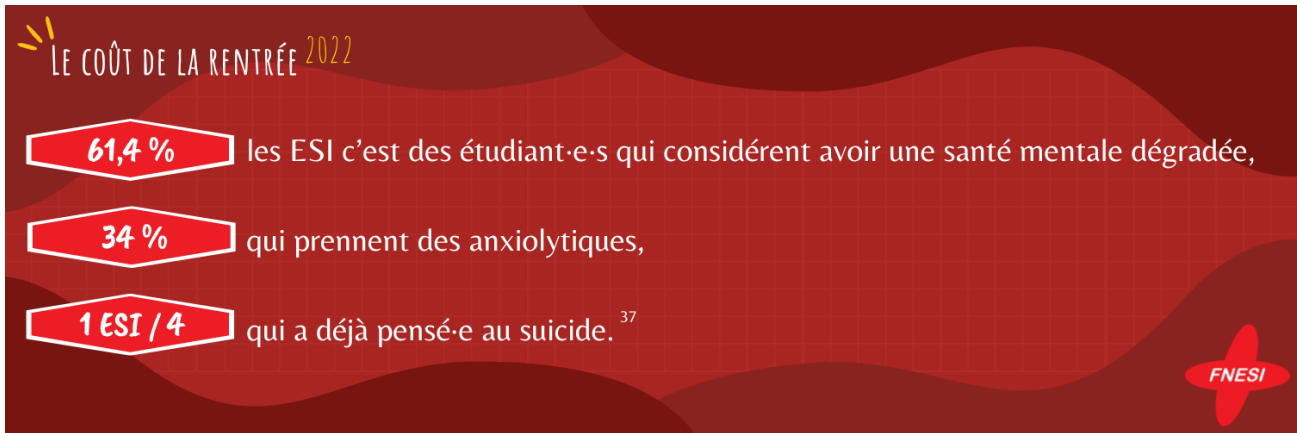 LE COÛT DE LA RENTRÉE 2022
61,4 % les ESI c'est des étudiant·e·s qui considérent avoir une santé mentale dégradée,
34 % qui prennent des anxiolytiques,
1 ESI / 4 qui a déjà pensé·e au suicide. 37
FNESI